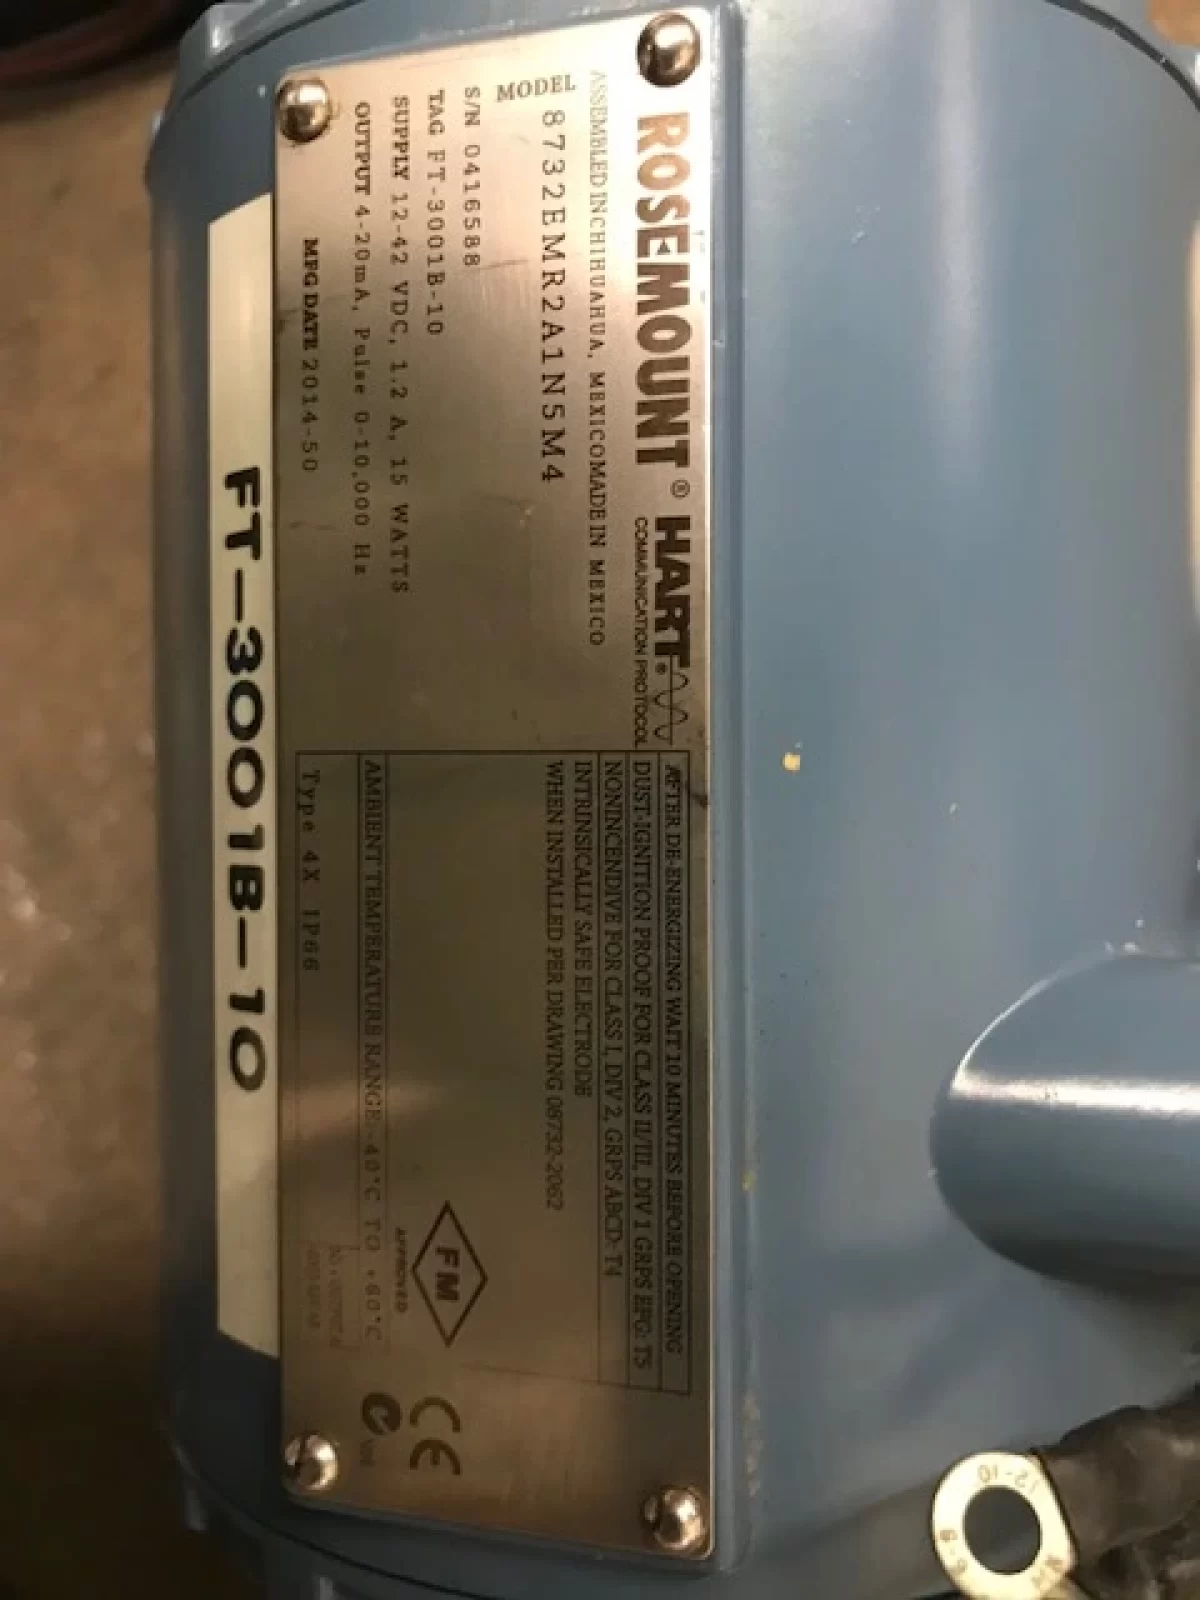 ROSEMOUNT® HART®
COMMUNICATION PROTOCOL
ASSEMBLED IN CHIHUAHUA, MEXICO MADE IN MEXICO
MODEL 8732EMR2A1N5M4
S/N 0416588
TAG FT-3001B-10
SUPPLY 12-42 VDC, 1.2 A, 15 WATTS
OUTPUT 4-20mA, Pulse 0-10,000 Hz
MFG DATE 2014-50
AFTER DE-ENERGIZING WAIT 10 MINUTES BEFORE OPENING
DUST-IGNITION PROOF FOR CLASS II/III, DIV 1 GRPS EFG: T5
NONINCENDIVE FOR CLASS I, DIV 2, GRPS ABCD: T4
INTRINSICALLY SAFE ELECTRODE
WHEN INSTALLED PER DRAWING 08732-2062
FM
APPROVED
AMBIENT TEMPERATURE RANGE: -40°C TO +60°C
Type 4X IP66
CE
FT-3001B-10
12-10